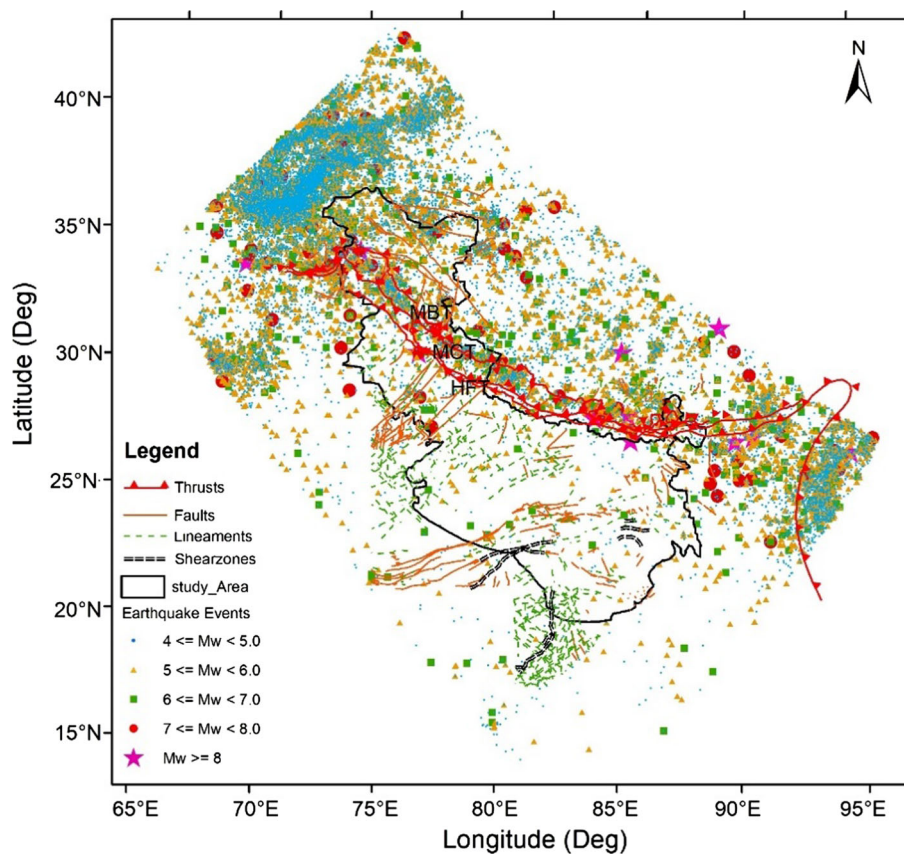 N
40°N
35°N
30°N
25°N
20°N
15°N
Latitude (Deg)
MBT
MCT
HFT
Legend
Thrusts
Faults
Lineaments
Shearzones
study_Area
Earthquake Events
4 <= Mw < 5.0
5 <= Mw < 6.0
6 <= Mw < 7.0
7 <= Mw < 8.0
Mw >= 8
65°E
70°E
75°E
80°E
85°E
90°E
95°E
Longitude (Deg)